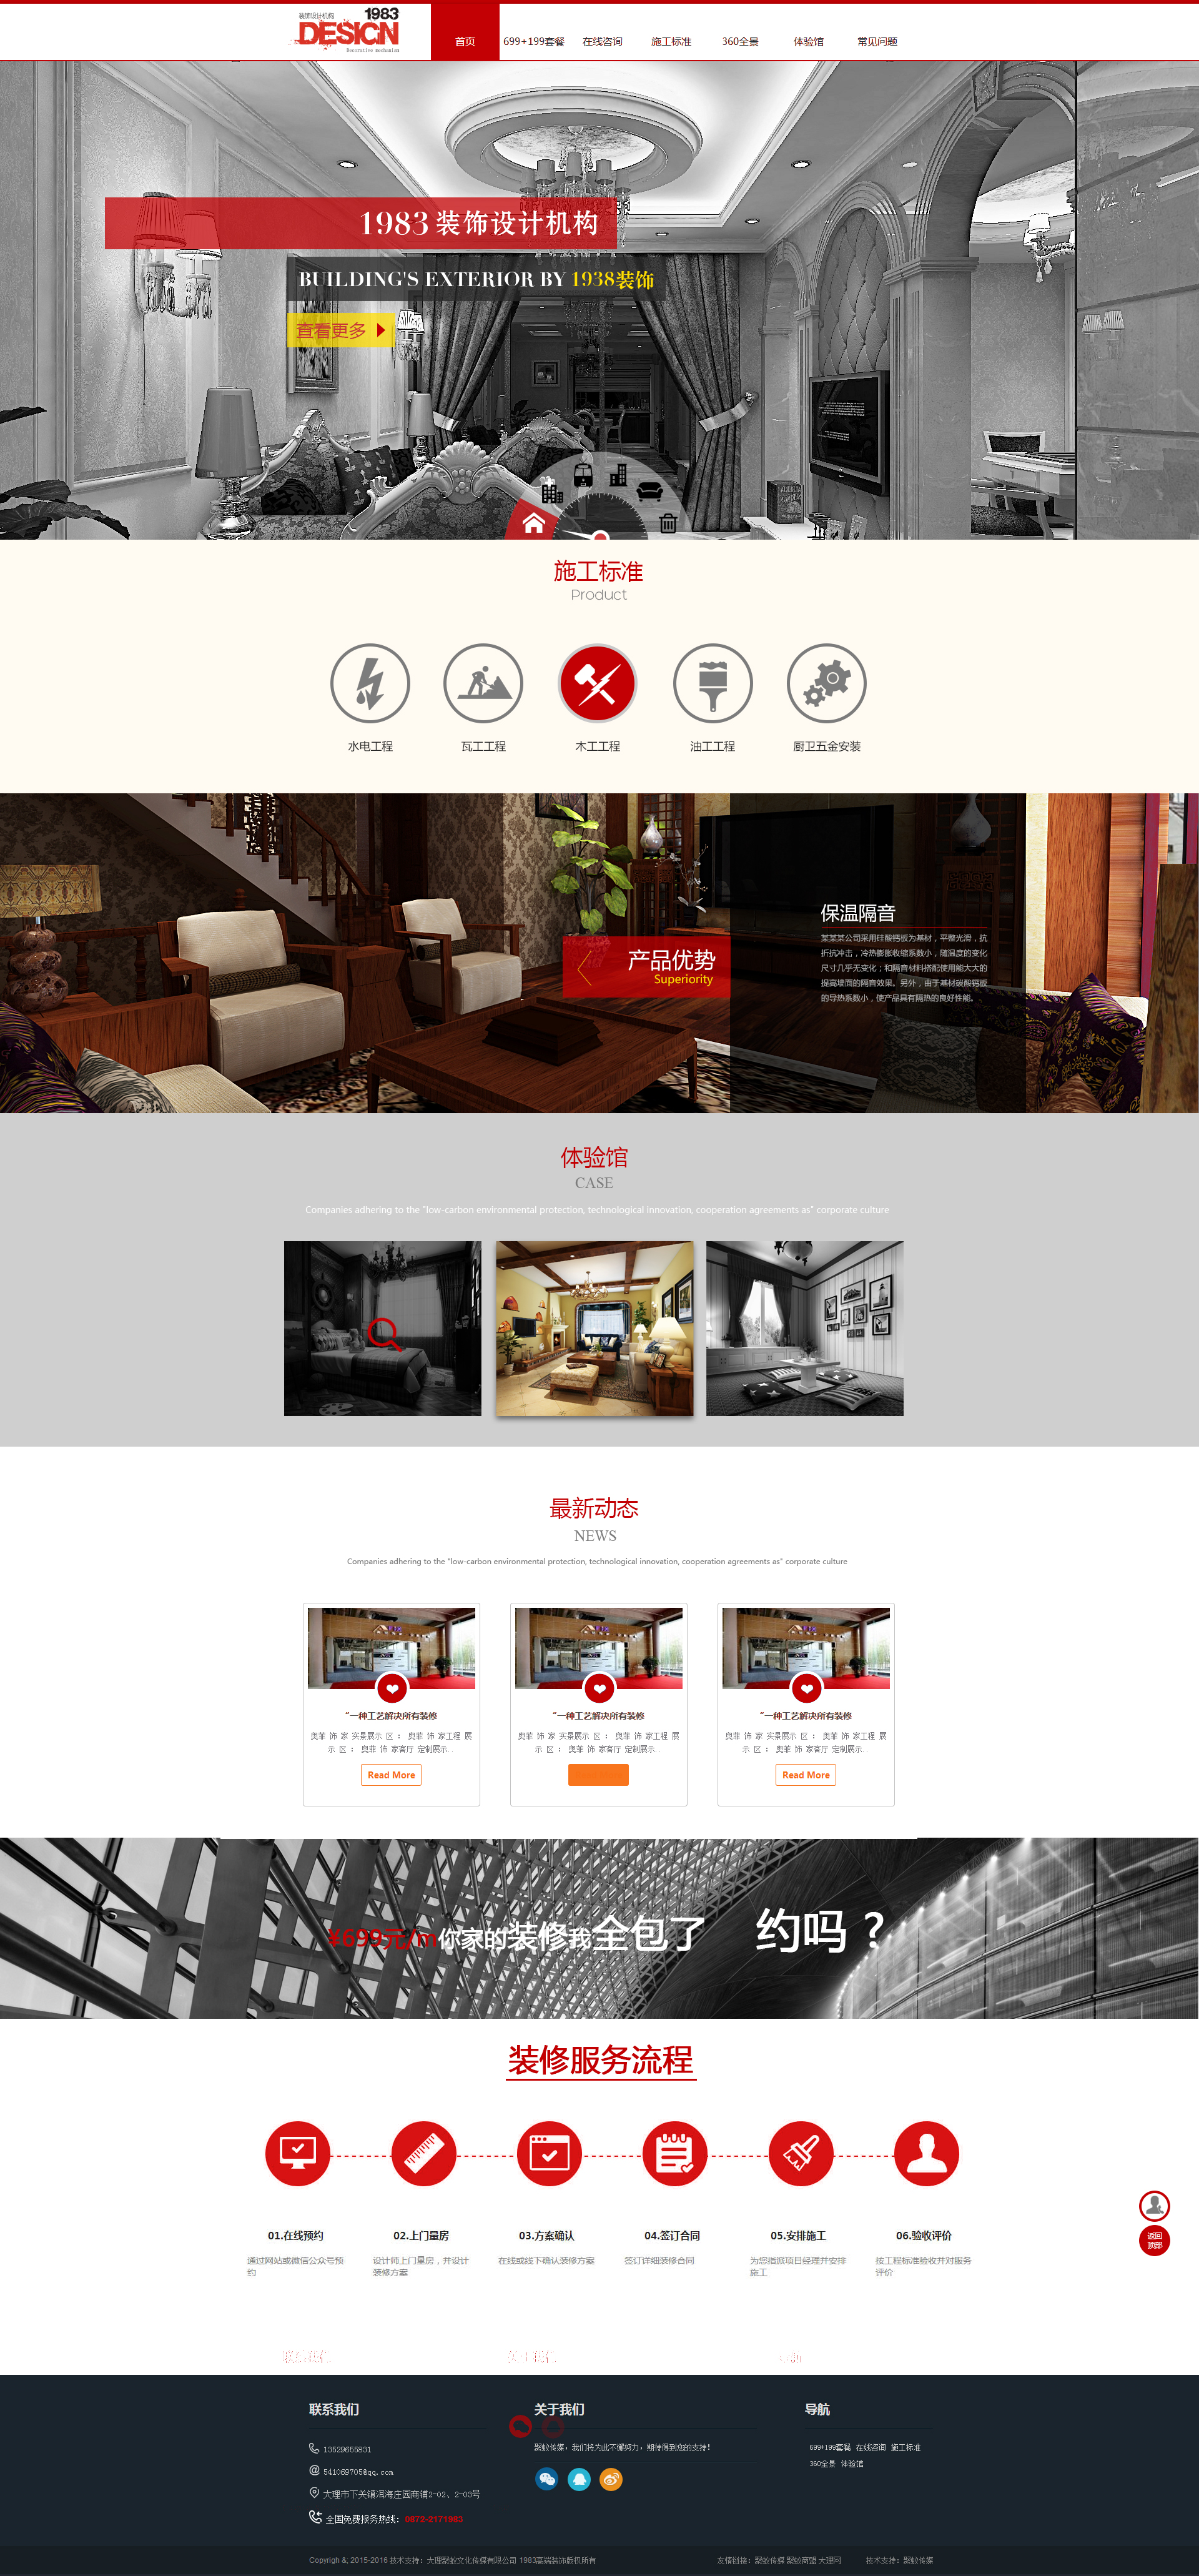 装饰设计机构 1983
DESIGN
Decorative mechanism
首页 699+199套餐 在线咨询 施工标准 360全景 体验馆 常见问题
1983 装饰设计机构
BUILDING'S EXTERIOR BY 1938装饰
查看更多
施工标准
Product
水电工程 瓦工工程 木工工程 油工工程 厨卫五金安装
保温隔音
某某某公司采用硅酸钙板为基材，平整光滑，抗
折抗冲击，冷热膨胀收缩系数小，随温度的变化
尺寸几乎无变化；和隔音材料搭配使用能大大的
提高墙面的隔音效果。另外，由于基材碳酸钙板
的导热系数小，使产品具有隔热的良好性能。
产品优势
Superiority
体验馆
CASE
Companies adhering to the "low-carbon environmental protection, technological innovation, cooperation agreements as" corporate culture
最新动态
NEWS
Companies adhering to the "low-carbon environmental protection, technological innovation, cooperation agreements as" corporate culture
"一种工艺解决所有装修 "一种工艺解决所有装修 "一种工艺解决所有装修
奥菲 饰 家 实景展示 区 ： 奥菲 饰 家工程 展 奥菲 饰 家 实景展示 区 ： 奥菲 饰 家工程 展 奥菲 饰 家 实景展示 区 ： 奥菲 饰 家工程 展
示 区 ： 奥菲 饰 家客厅 定制展示.. 示 区 ： 奥菲 饰 家客厅 定制展示.. 示 区 ： 奥菲 饰 家客厅 定制展示..
Read More Read More
¥699元/m你家的装修我全包了 约吗？
装修服务流程
01.在线预约 02.上门量房 03.方案确认 04.签订合同 05.安排施工 06.验收评价
通过网站或微信公众号预 设计师上门量房，并设计 在线或线下确认装修方案 签订详细装修合同 为您指派项目经理并安排 按工程标准验收并对服务
约 装修方案 施工 评价
返回
顶部
联系我们 关于我们 导航
13529655831
541069705@qq.com
大理市下关镇洱海庄园商铺2-02、2-03号
全国免费报务热线：0872-2171983
聚蚁传媒，我们将为此不懈努力，期待得到您的支持！
699+199套餐 在线咨询 施工标准
360全景 体验馆
Copyrigh &; 2015-2016 技术支持：大理聚蚁文化传媒有限公司 1983高端装饰版权所有 友情链接：聚蚁传媒 聚蚁商盟 大理网 技术支持：聚蚁传媒